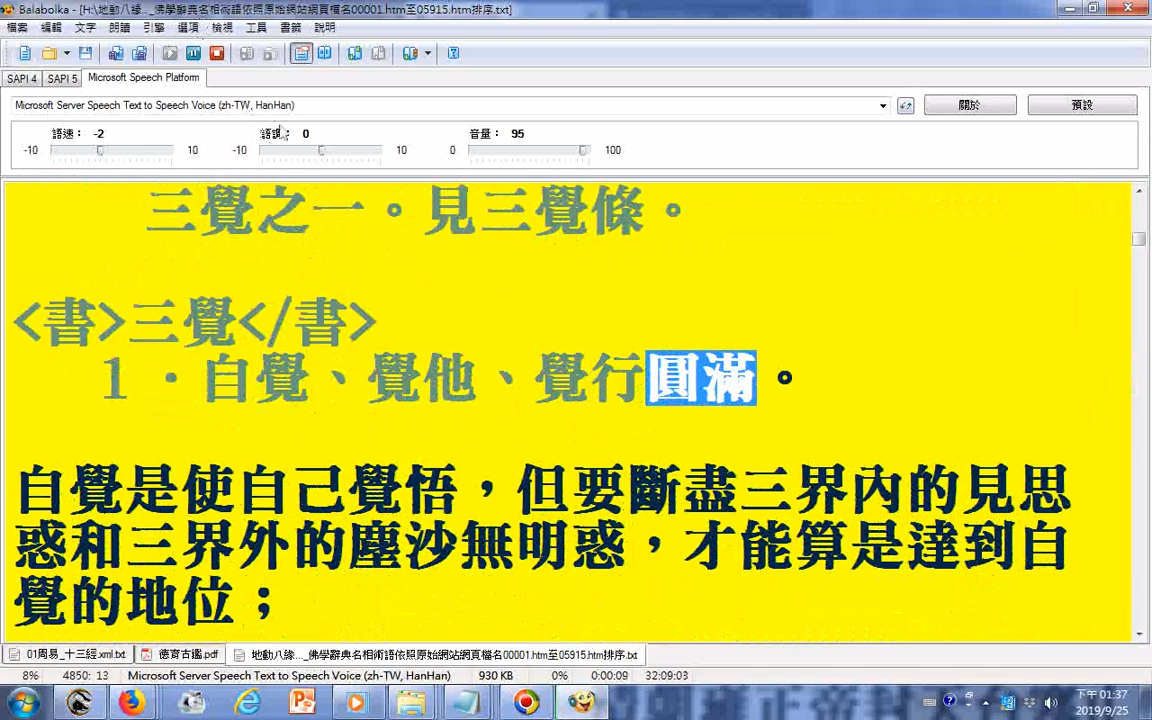 Balabolka - [H:\地動八緣..._佛學辭典名相術語依照原始網站網頁檔名00001.htm至05915.htm排序.txt]
檔案 編輯 文字 朗讀 引擎 選項 檢視 工具 書籤 說明
SAPI 4 SAPI 5 Microsoft Speech Platform
Microsoft Server Speech Text to Speech Voice (zh-TW, HanHan) 關於 預設
語速： -2 語調： 0 音量： 95
-10 10 -10 10 0 100
三覺之一。見三覺條。
<書>三覺</書>
1．自覺、覺他、覺行圓滿。
自覺是使自己覺悟，但要斷盡三界內的見思
惑和三界外的塵沙無明惑，才能算是達到自
覺的地位；
01周易_十三經.xml.txt 德育古鑑.pdf 地動八緣..._佛學辭典名相術語依照原始網站網頁檔名00001.htm至05915.htm排序.txt
8% 4850: 13 Microsoft Server Speech Text to Speech Voice (zh-TW, HanHan) 930 KB 0% 0:00:09 32:09:03
下午 01:37
2019/9/25